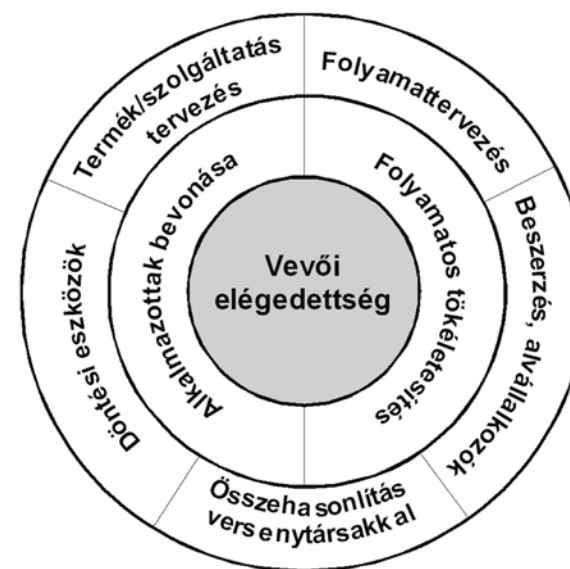 Termék/szolgáltatás
tervezés
Folyamattervezés
Beszerzés, alvállalkozók
Összehasonlítás
versenytársakkal
Döntési eszközök
Alkalmazottak bevonása
Folyamatos tökéletesítés
Vevői
elégedettség